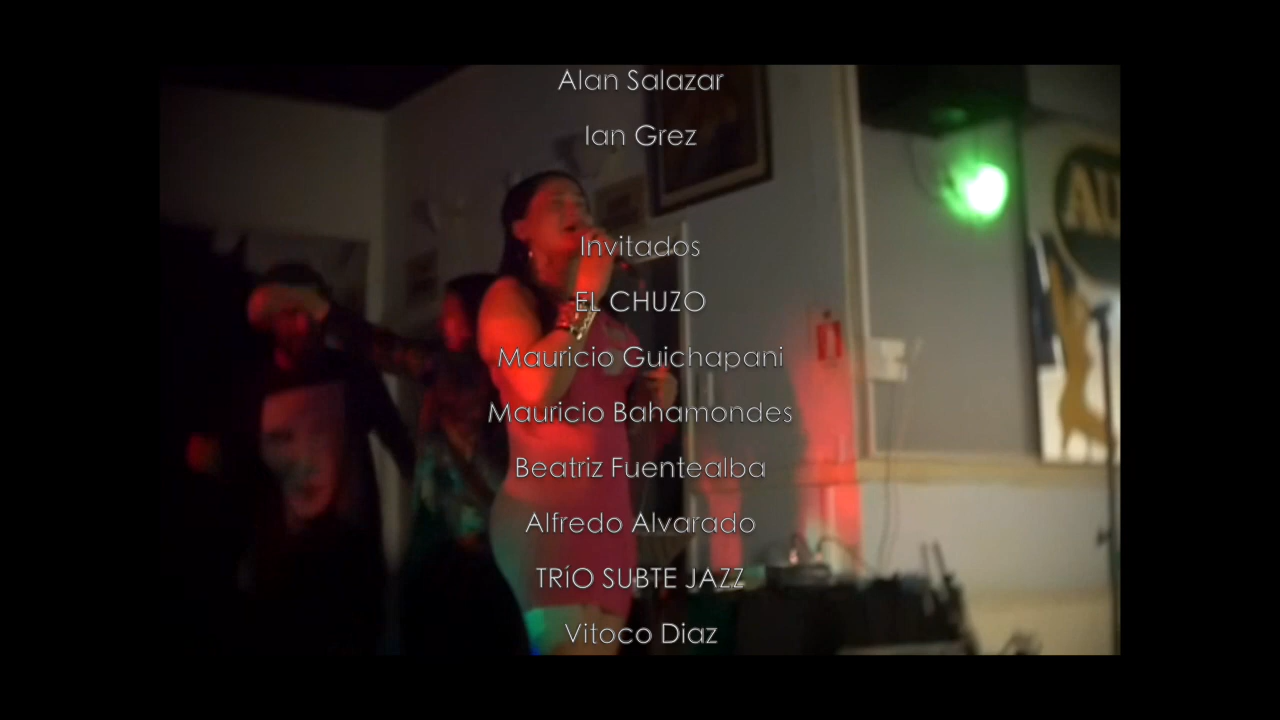 Alan Salazar
Ian Grez
Invitados
EL CHUZO
Mauricio Guichapani
Mauricio Bahamondes
Beatriz Fuentealba
Alfredo Alvarado
TRÍO SUBTE JAZZ
Vitoco Diaz